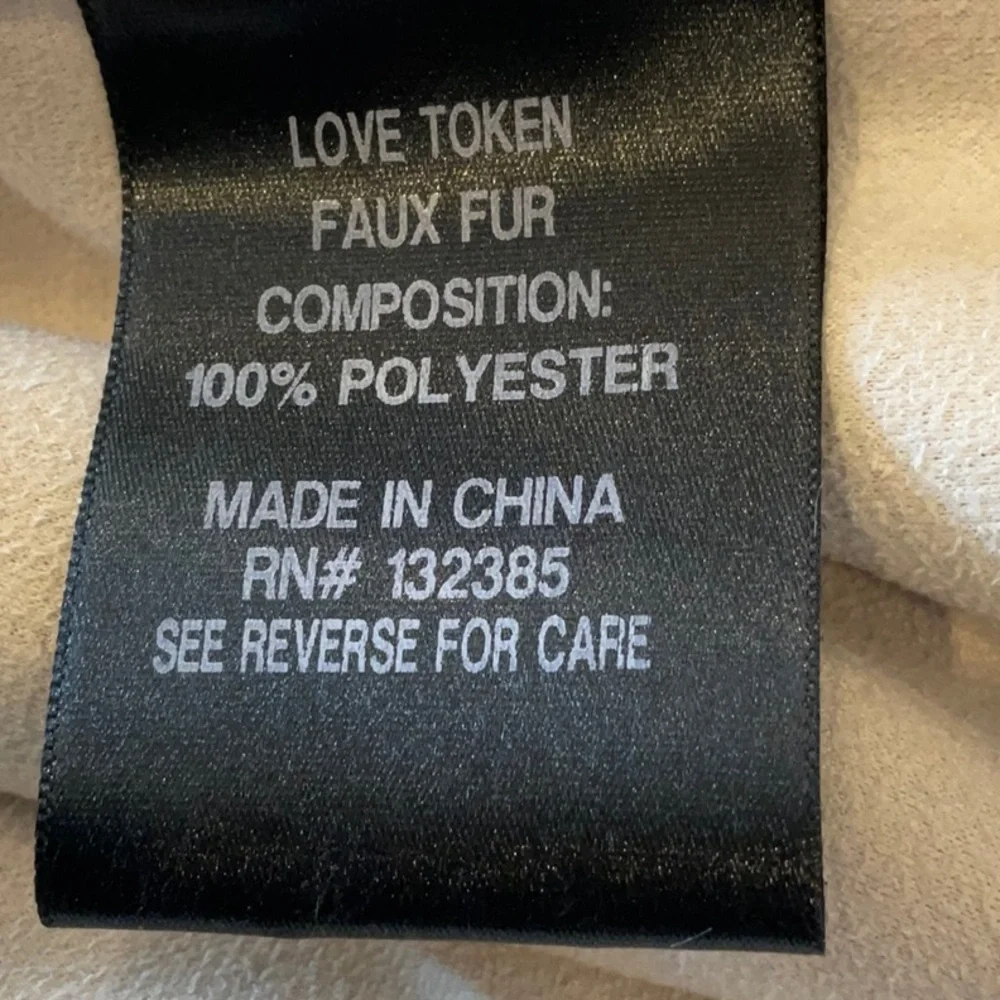 LOVE TOKEN
FAUX FUR
COMPOSITION:
100% POLYESTER
MADE IN CHINA
RN# 132385
SEE REVERSE FOR CARE